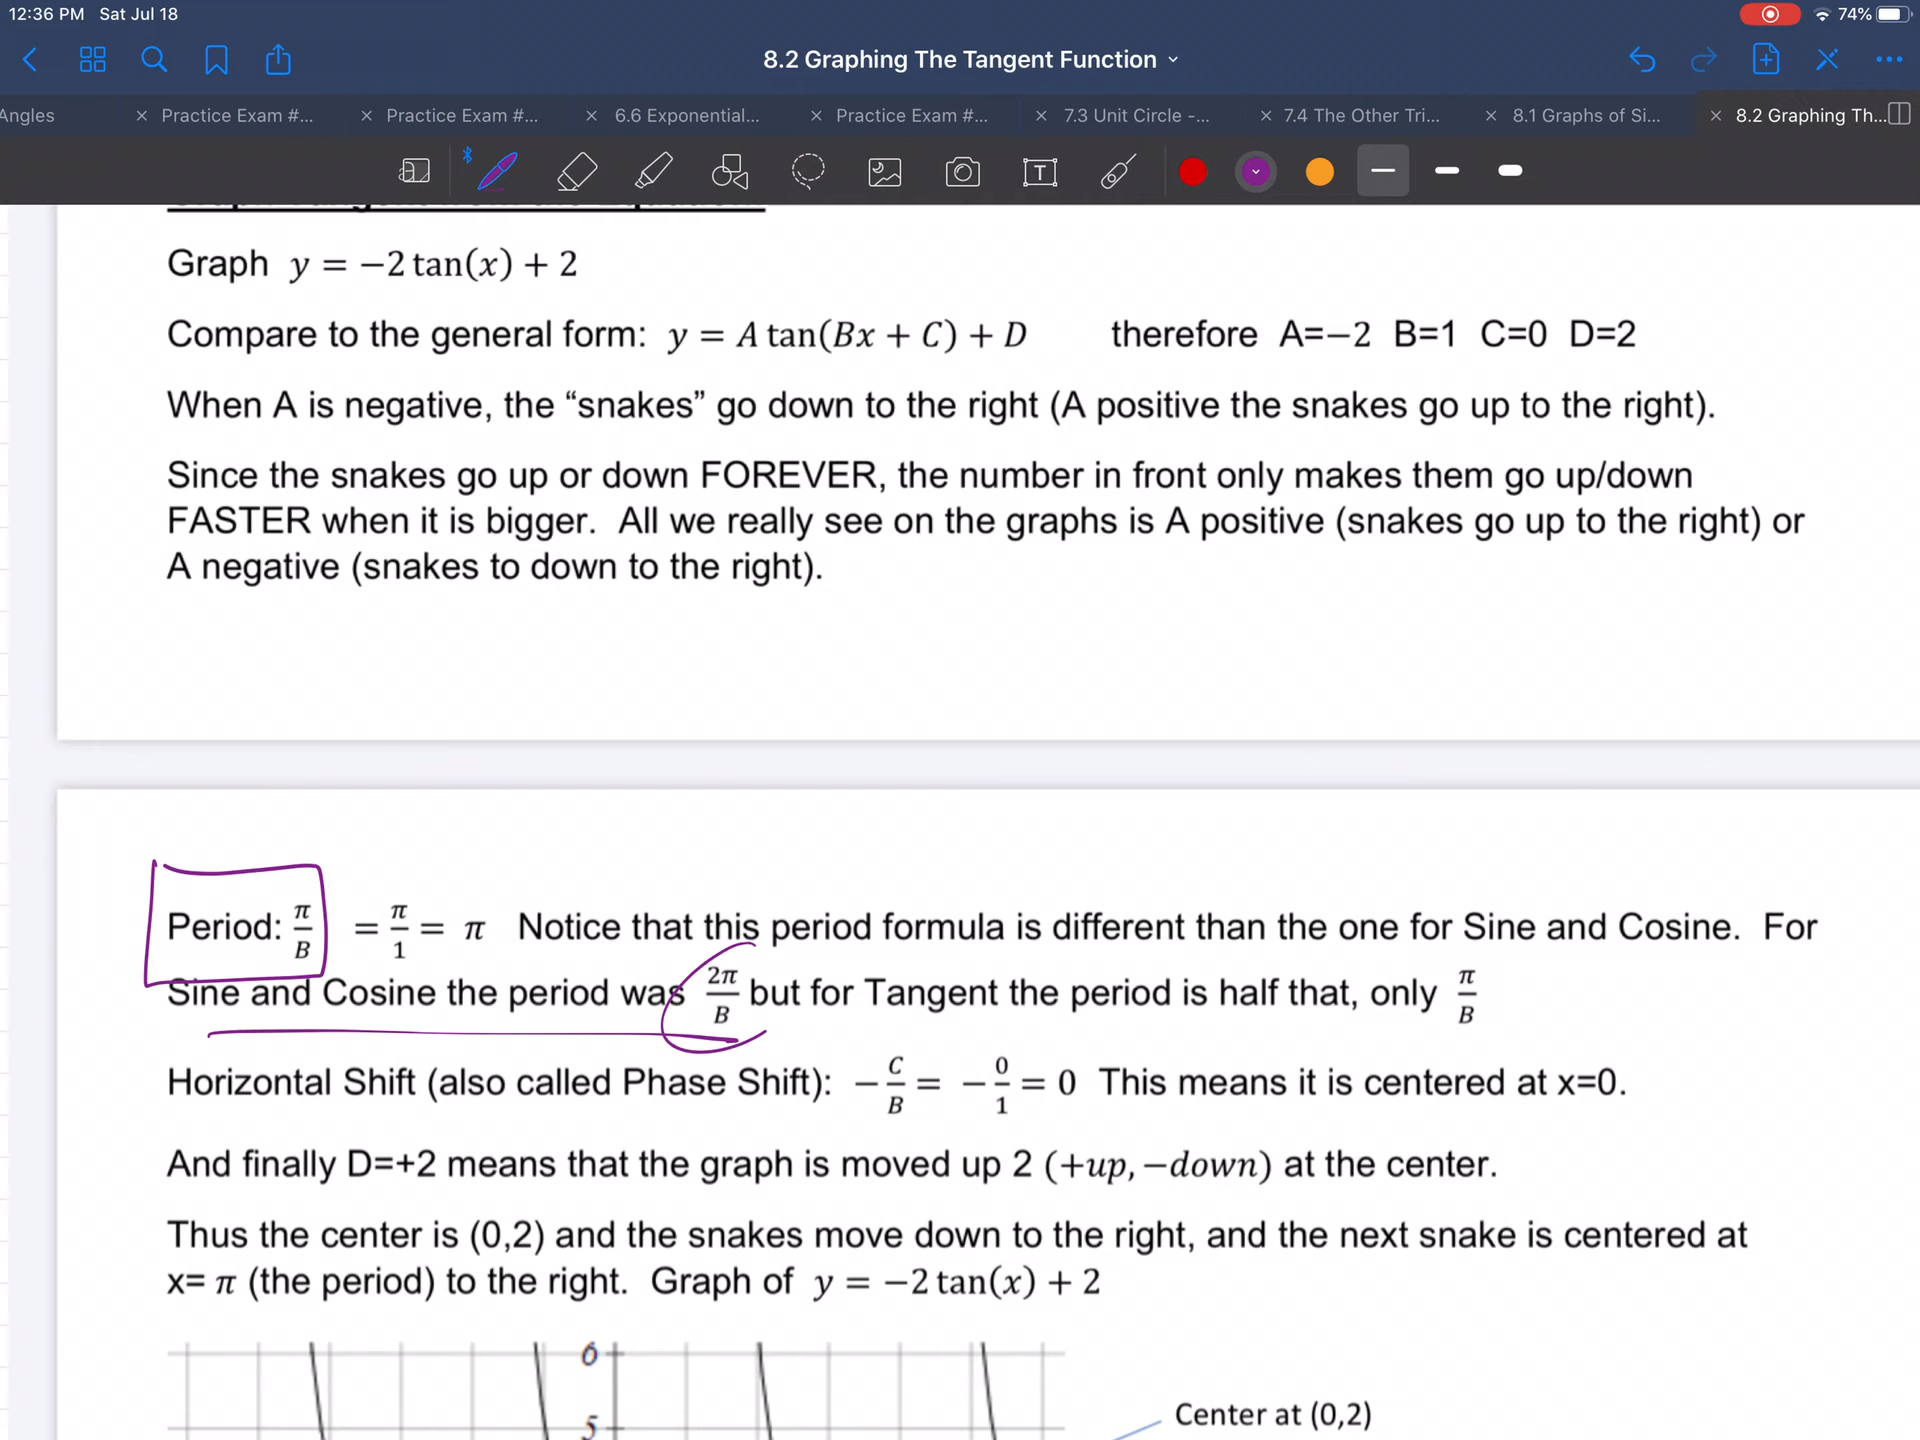 12:36 PM Sat Jul 18
74%
8.2 Graphing The Tangent Function
Angles
Practice Exam #...
Practice Exam #...
6.6 Exponential...
Practice Exam #...
7.3 Unit Circle -...
7.4 The Other Tri...
8.1 Graphs of Si...
8.2 Graphing Th...
T
Graph y = −2 tan(x) + 2
Compare to the general form: y = A tan(Bx + C) + D therefore A=−2 B=1 C=0 D=2
When A is negative, the “snakes” go down to the right (A positive the snakes go up to the right).
Since the snakes go up or down FOREVER, the number in front only makes them go up/down
FASTER when it is bigger. All we really see on the graphs is A positive (snakes go up to the right) or
A negative (snakes to down to the right).
Period: π/B = π/1 = π Notice that this period formula is different than the one for Sine and Cosine. For
Sine and Cosine the period was 2π/B but for Tangent the period is half that, only π/B
Horizontal Shift (also called Phase Shift): −C/B = −0/1 = 0 This means it is centered at x=0.
And finally D=+2 means that the graph is moved up 2 (+up, −down) at the center.
Thus the center is (0,2) and the snakes move down to the right, and the next snake is centered at
x= π (the period) to the right. Graph of y = −2 tan(x) + 2
6
5
Center at (0,2)